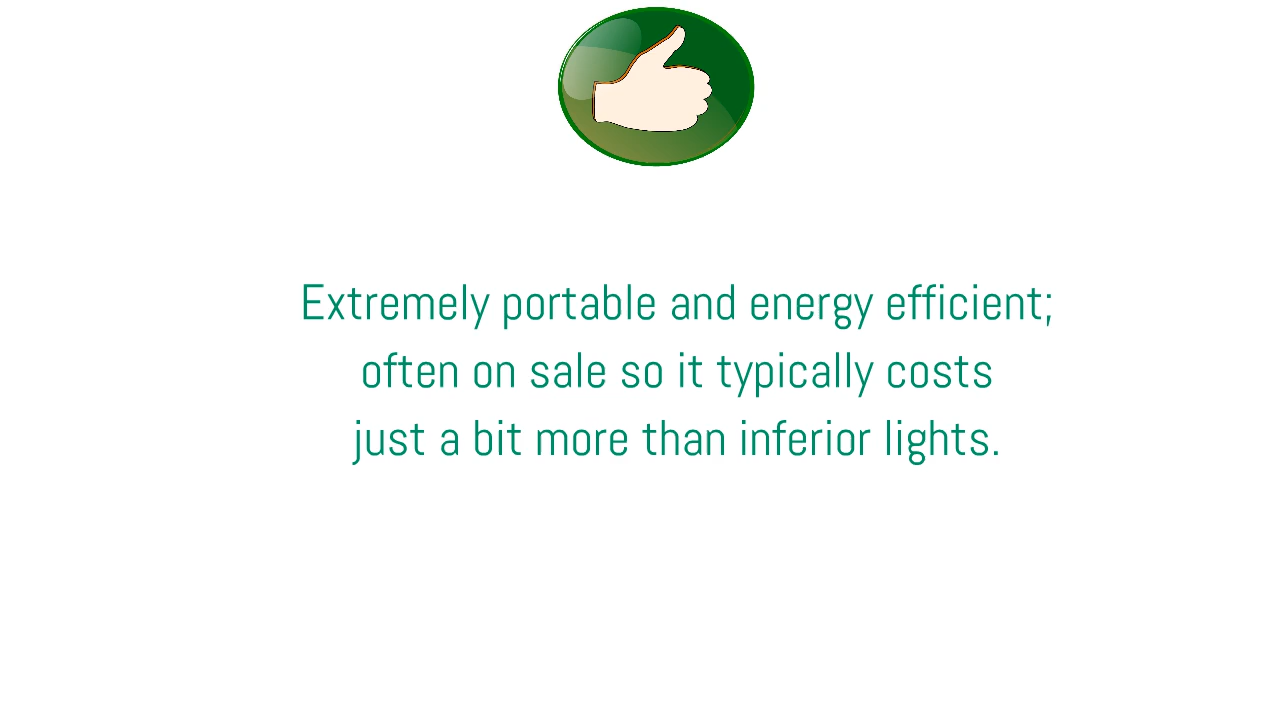 Extremely portable and energy efficient;
often on sale so it typically costs
just a bit more than inferior lights.